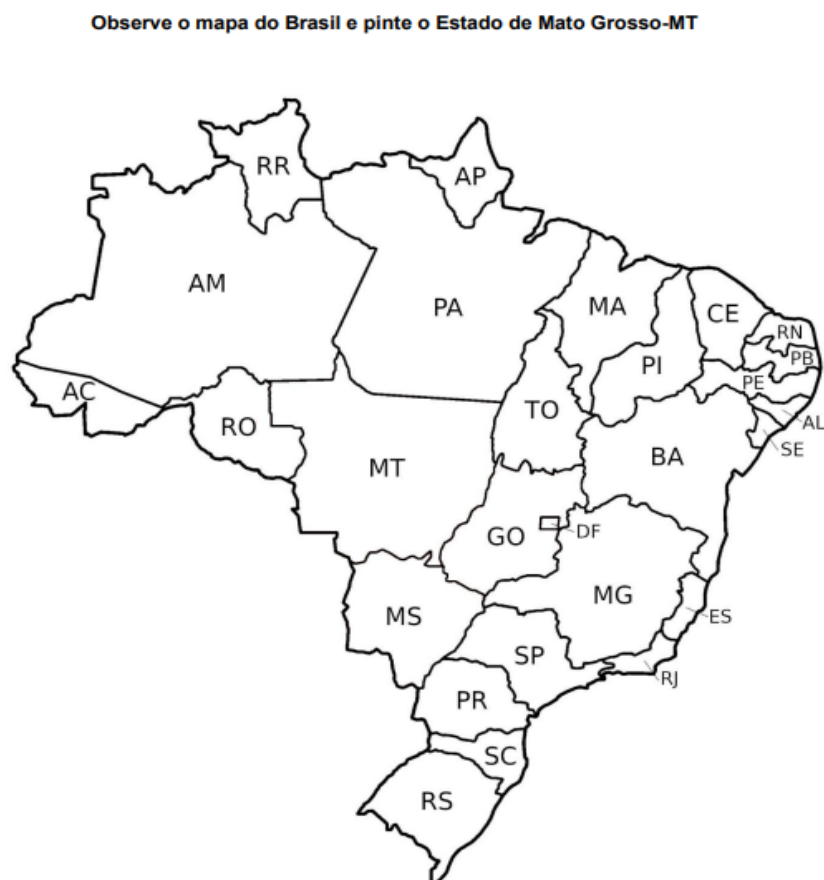 Observe o mapa do Brasil e pinte o Estado de Mato Grosso-MT
RR
AP
AM
PA
MA
CE
RN
PB
PI
PE
AC
TO
AL
RO
SE
BA
MT
GO
DF
MG
MS
ES
SP
RJ
PR
SC
RS